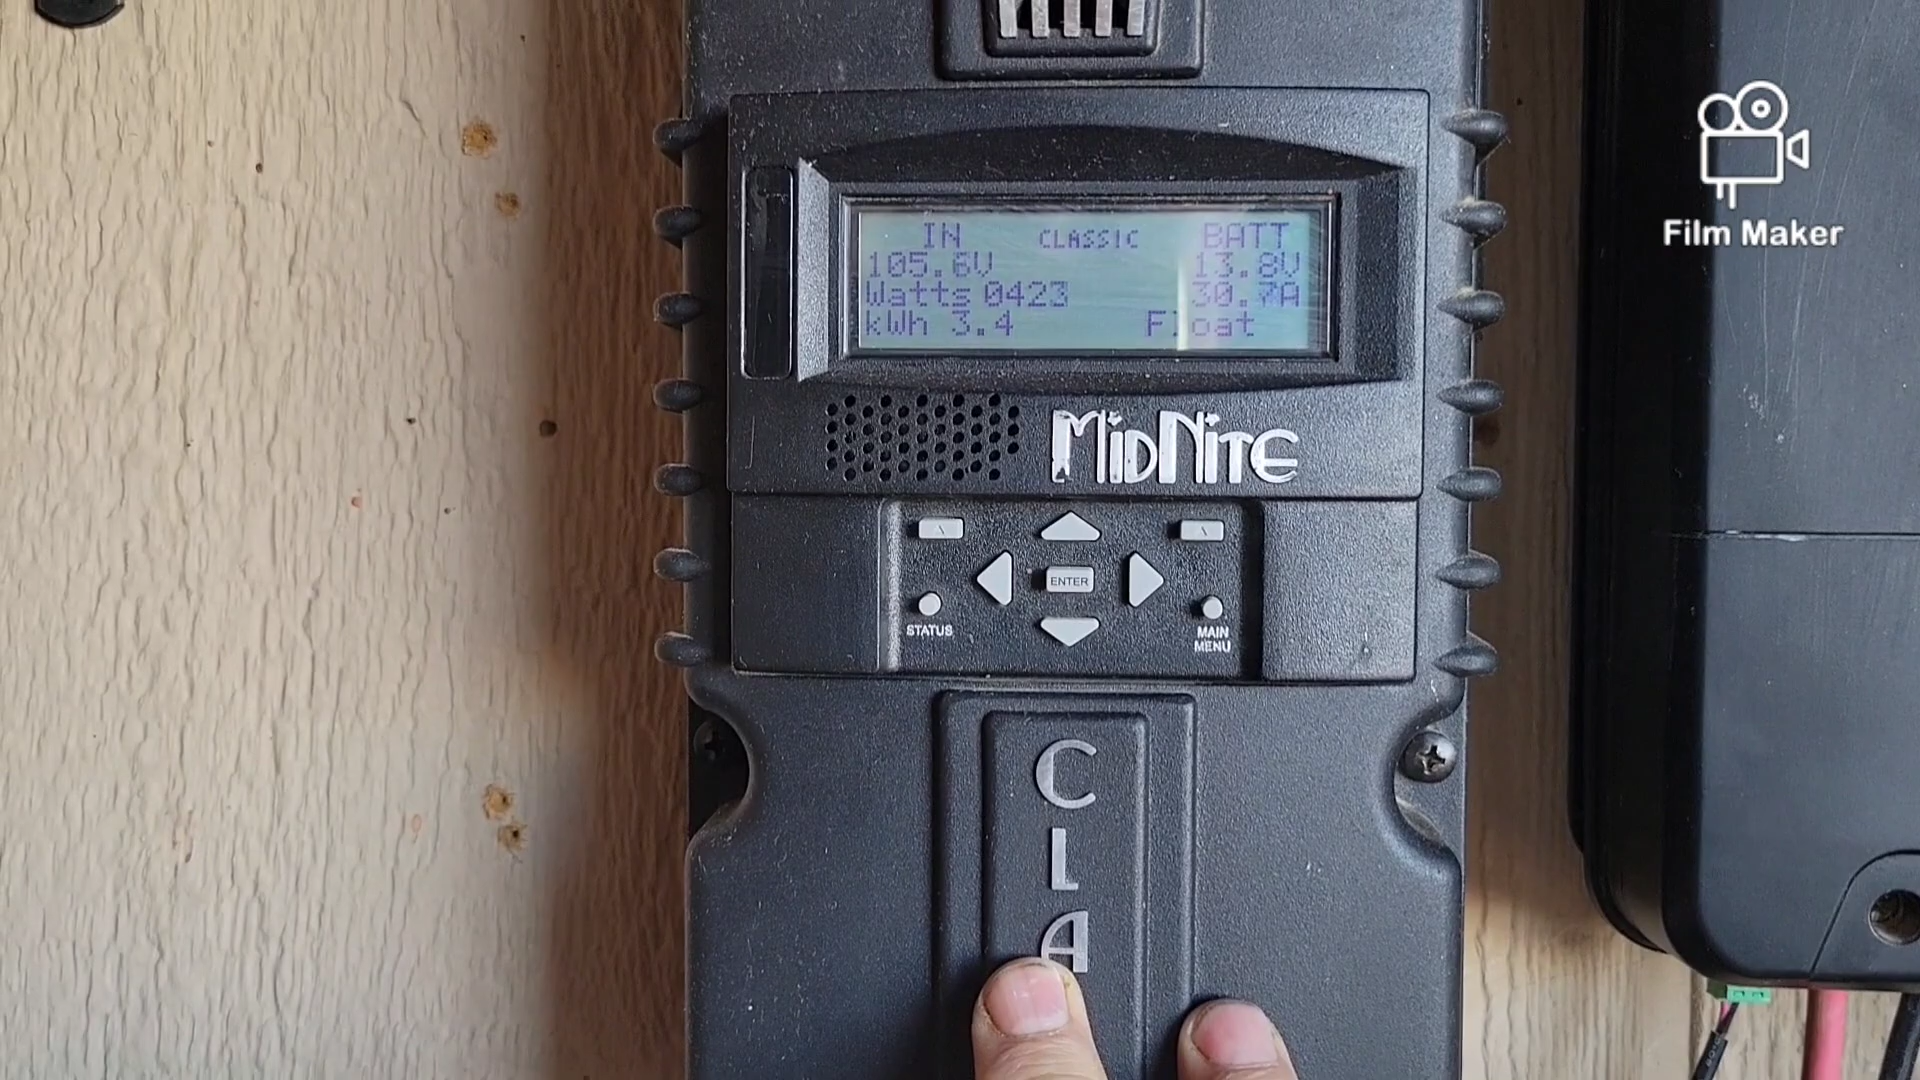 IN CLASSIC BATT
105.6V 13.8V
Watts 0423 30.7A
kWh 3.4 Float
MIDNITE
ENTER
STATUS
MAIN
MENU
C
L
A
Film Maker